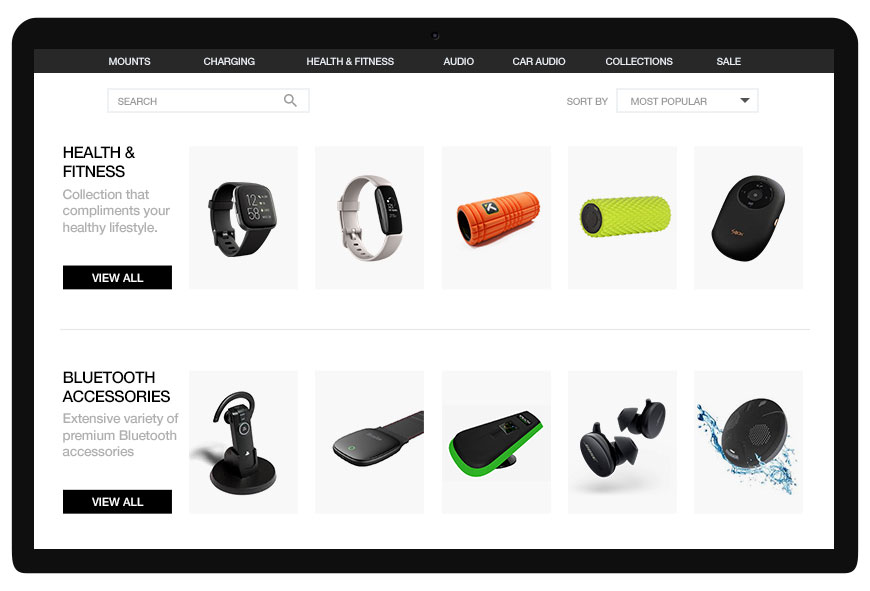 MOUNTS CHARGING HEALTH & FITNESS AUDIO CAR AUDIO COLLECTIONS SALE
SEARCH SORT BY MOST POPULAR
HEALTH &
FITNESS
Collection that
compliments your
healthy lifestyle.
VIEW ALL
BLUETOOTH
ACCESSORIES
Extensive variety of
premium Bluetooth
accessories
VIEW ALL